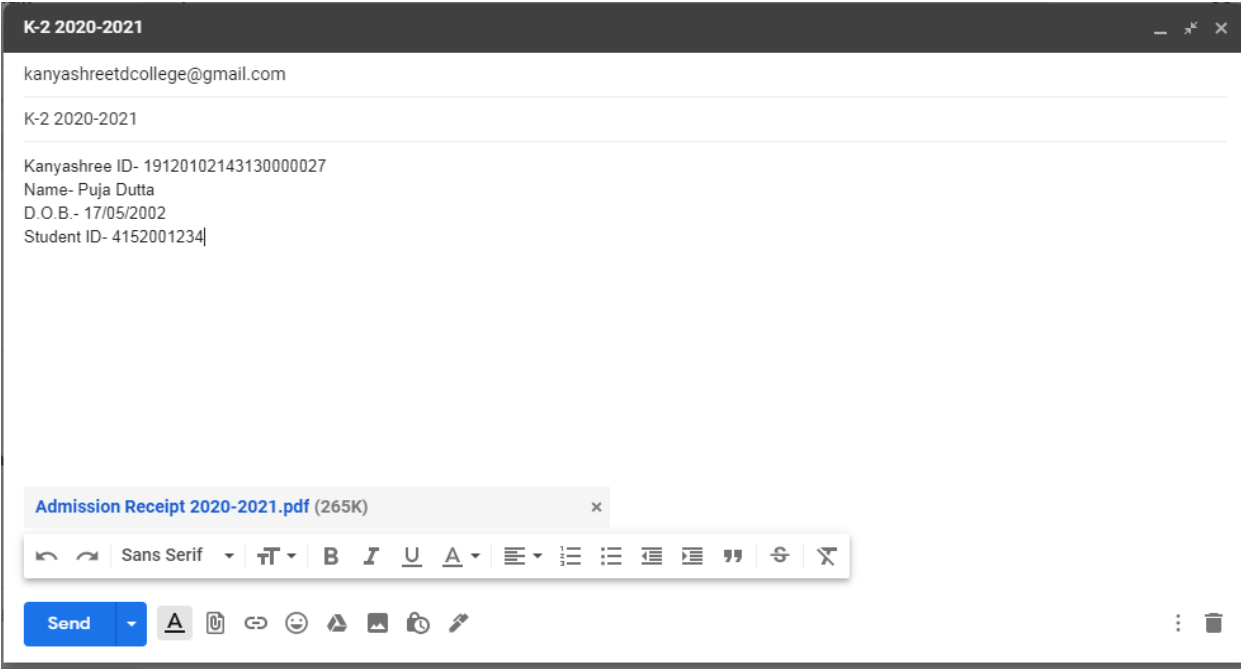 K-2 2020-2021
kanyashreetdcollege@gmail.com
K-2 2020-2021
Kanyashree ID- 19120102143130000027
Name- Puja Dutta
D.O.B.- 17/05/2002
Student ID- 4152001234
Admission Receipt 2020-2021.pdf (265K)
Sans Serif
Send